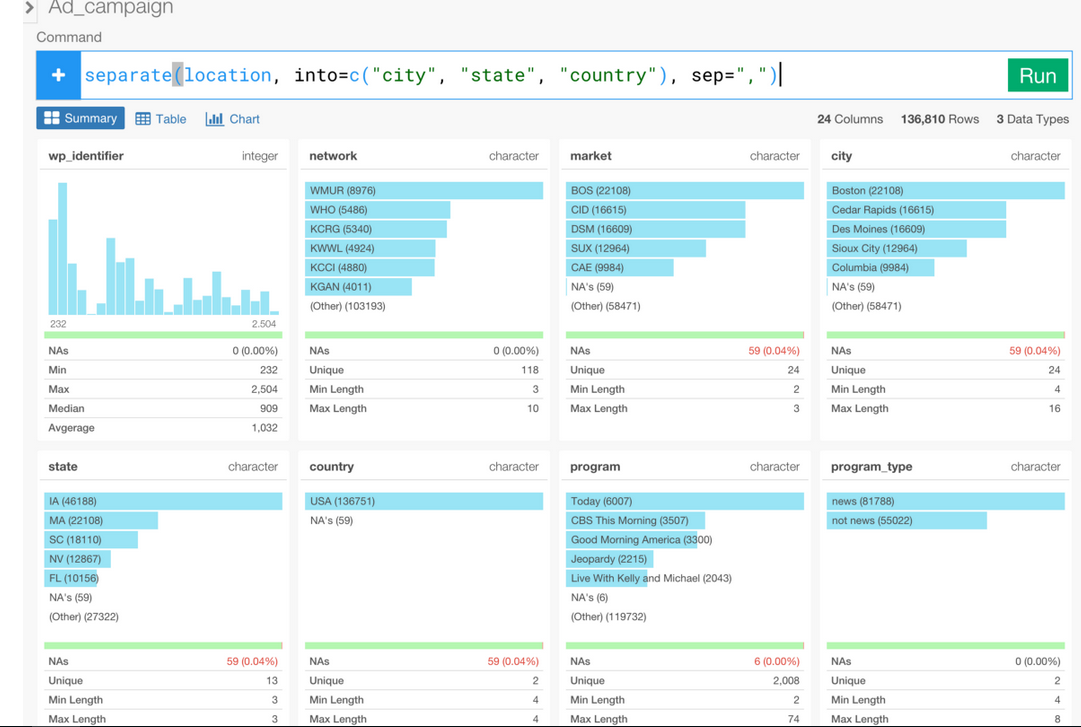 Ad_campaign
Command
+ separate(location, into=c("city", "state", "country"), sep=",")
Run
Summary Table Chart 24 Columns 136,810 Rows 3 Data Types
wp_identifier integer
232 2.504
NAs 0 (0.00%)
Min 232
Max 2,504
Median 909
Avgerage 1,032
network character
WMUR (8976)
WHO (5486)
KCRG (5340)
KWWL (4924)
KCCI (4880)
KGAN (4011)
(Other) (103193)
NAs 0 (0.00%)
Unique 118
Min Length 3
Max Length 10
market character
BOS (22108)
CID (16615)
DSM (16609)
SUX (12964)
CAE (9984)
NA's (59)
(Other) (58471)
NAs 59 (0.04%)
Unique 24
Min Length 2
Max Length 3
city character
Boston (22108)
Cedar Rapids (16615)
Des Moines (16609)
Sioux City (12964)
Columbia (9984)
NA's (59)
(Other) (58471)
NAs 59 (0.04%)
Unique 24
Min Length 4
Max Length 16
state character
IA (46188)
MA (22108)
SC (18110)
NV (12867)
FL (10156)
NA's (59)
(Other) (27322)
NAs 59 (0.04%)
Unique 13
Min Length 3
Max Length 3
country character
USA (136751)
NA's (59)
NAs 59 (0.04%)
Unique 2
Min Length 4
Max Length 4
program character
Today (6007)
CBS This Morning (3507)
Good Morning America (3300)
Jeopardy (2215)
Live With Kelly and Michael (2043)
NA's (6)
(Other) (119732)
NAs 6 (0.00%)
Unique 2,008
Min Length 2
Max Length 74
program_type character
news (81788)
not news (55022)
NAs 0 (0.00%)
Unique 2
Min Length 4
Max Length 8